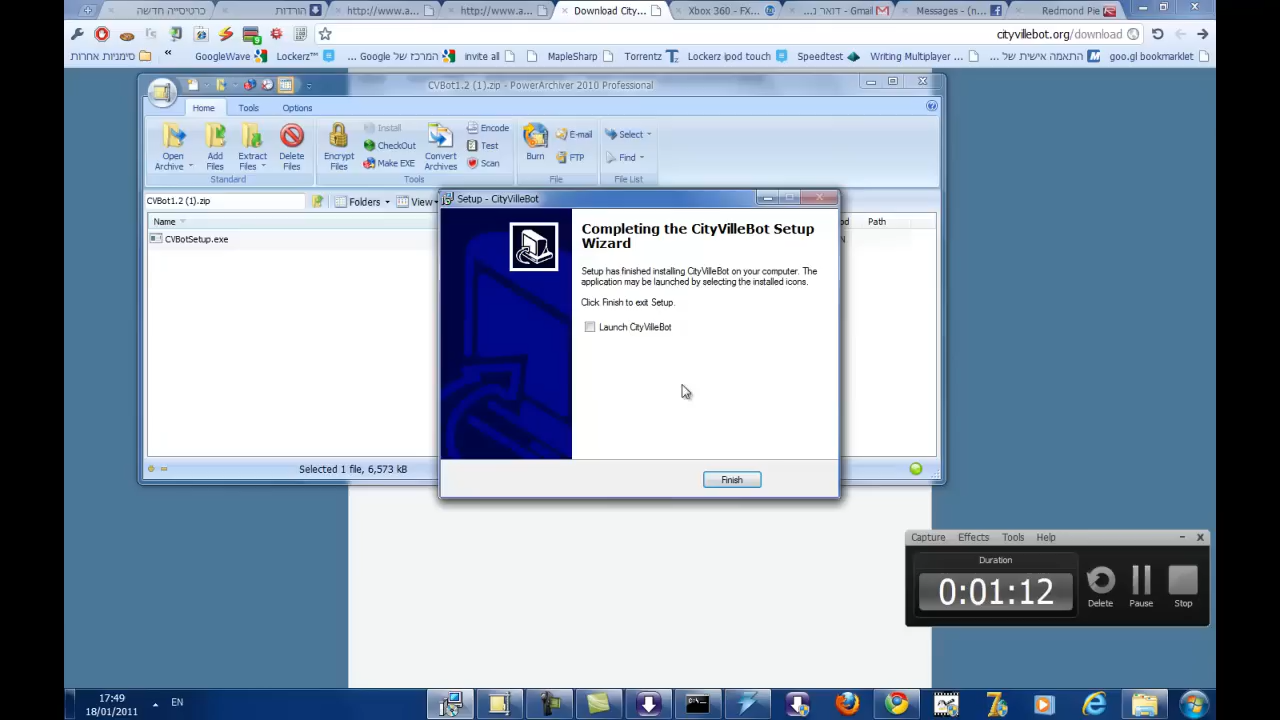 כרטיסייה חדשה
הורדות
http://www.a...
http://www.a...
Download City...
Xbox 360 - FX...
דואר נ... - Gmail
Messages - (n...
Redmond Pie
cityvillebot.org/download
סימניות אחרות
»
GoogleWave
Lockerz™
המרכז של Google
invite all
MapleSharp
Torrentz
Lockerz ipod touch
Speedtest
Writing Multiplayer
התאמה אישית של ...
goo.gl bookmarklet
CVBot1.2 (1).zip - PowerArchiver 2010 Professional
Home Tools Options
Open Archive
Add Files
Extract Files
Delete Files
Standard
Encrypt Files
Install
CheckOut
Make EXE
Convert Archives
Encode
Test
Scan
Tools
Burn
E-mail
FTP
File
Select
Find
File List
CVBot1.2 (1).zip
Folders
View
Name
Path
CVBotSetup.exe
Setup - CityVilleBot
Completing the CityVilleBot Setup
Wizard
Setup has finished installing CityVilleBot on your computer. The
application may be launched by selecting the installed icons.
Click Finish to exit Setup.
Launch CityVilleBot
Finish
Selected 1 file, 6,573 kB
Capture Effects Tools Help
Duration
0:01:12
Delete
Pause
Stop
17:49
18/01/2011
EN